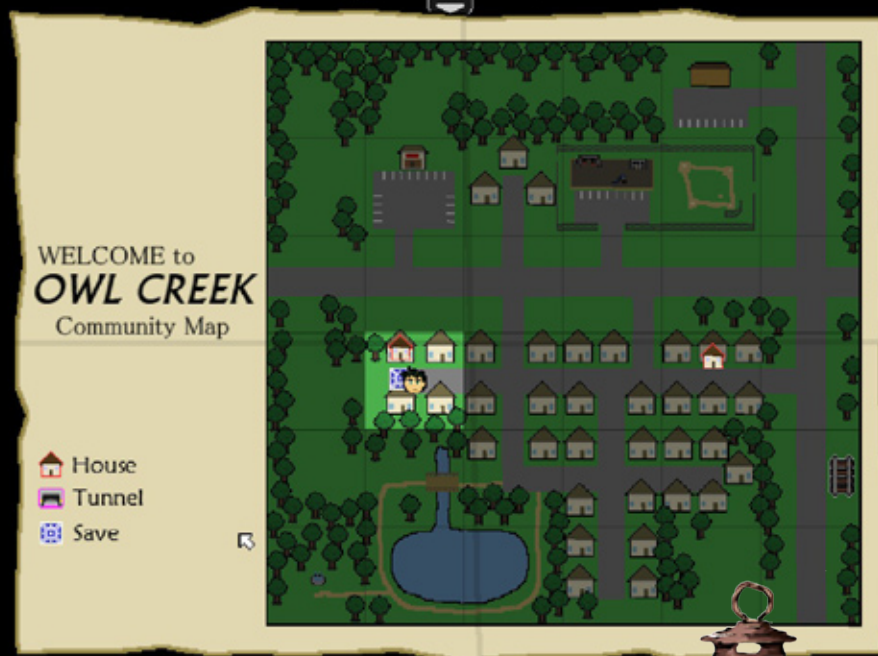 WELCOME to
OWL CREEK
Community Map
House
Tunnel
Save